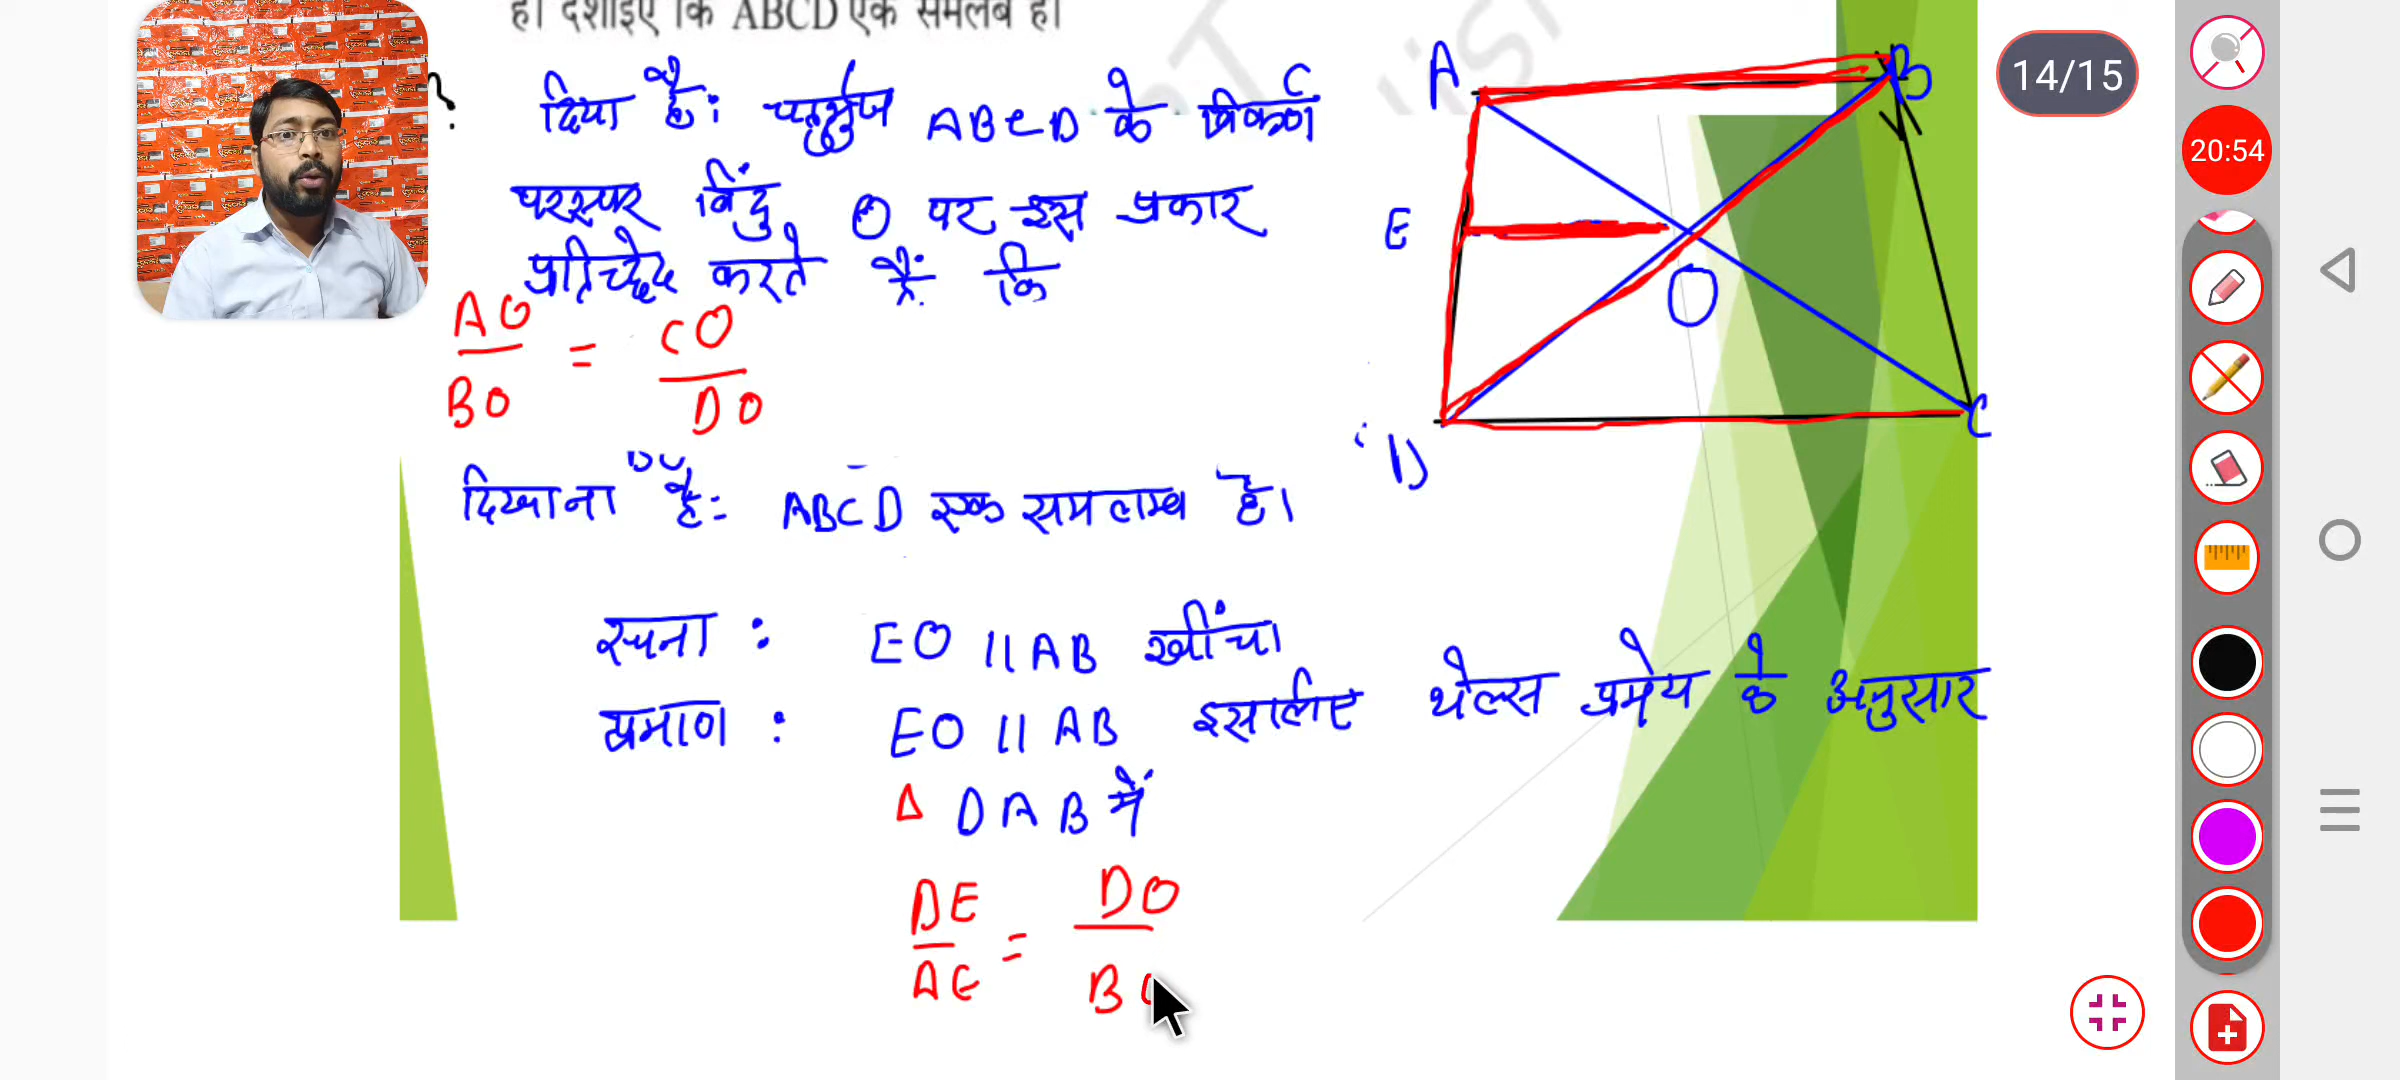 है। दर्शाइए कि ABCD एक समलंब है।
दिया है: चतुर्भुज ABCD के विकर्ण
परस्पर बिंदु O पर इस प्रकार
प्रतिच्छेद करते हैं कि
AO/BO = CO/DO
दिखाना है:- ABCD एक समलम्ब है।
रचना : EO || AB खींचा
प्रमाण : EO || AB इसलिए थेल्स प्रमेय के अनुसार
Δ DAB में
DE/AE = DO/BO
A
B
E
O
D
C
14/15
20:54